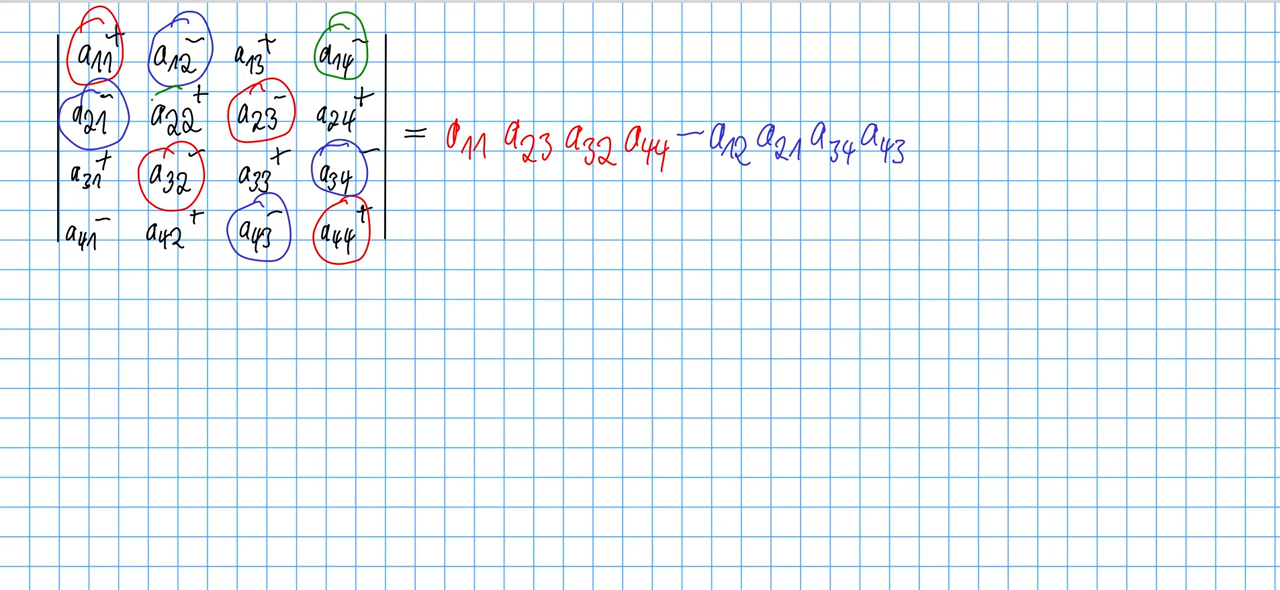 a11+ a12− a13+ a14−
a21− a22+ a23− a24+ = a11 a23 a32 a44 − a12 a21 a34 a43
a31+ a32− a33+ a34−
a41− a42+ a43− a44+